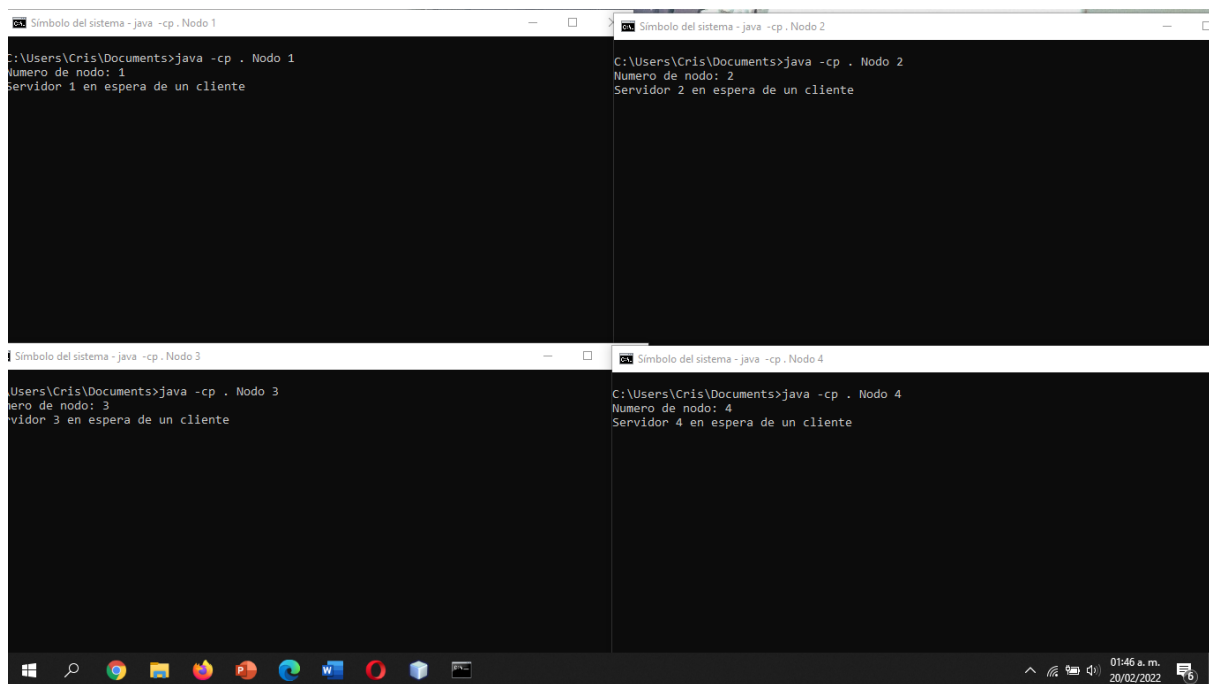 Símbolo del sistema - java -cp . Nodo 1
C:\Users\Cris\Documents>java -cp . Nodo 1
Numero de nodo: 1
Servidor 1 en espera de un cliente
Símbolo del sistema - java -cp . Nodo 2
C:\Users\Cris\Documents>java -cp . Nodo 2
Numero de nodo: 2
Servidor 2 en espera de un cliente
Símbolo del sistema - java -cp . Nodo 3
\Users\Cris\Documents>java -cp . Nodo 3
mero de nodo: 3
rvidor 3 en espera de un cliente
Símbolo del sistema - java -cp . Nodo 4
C:\Users\Cris\Documents>java -cp . Nodo 4
Numero de nodo: 4
Servidor 4 en espera de un cliente
01:46 a. m.
20/02/2022
6